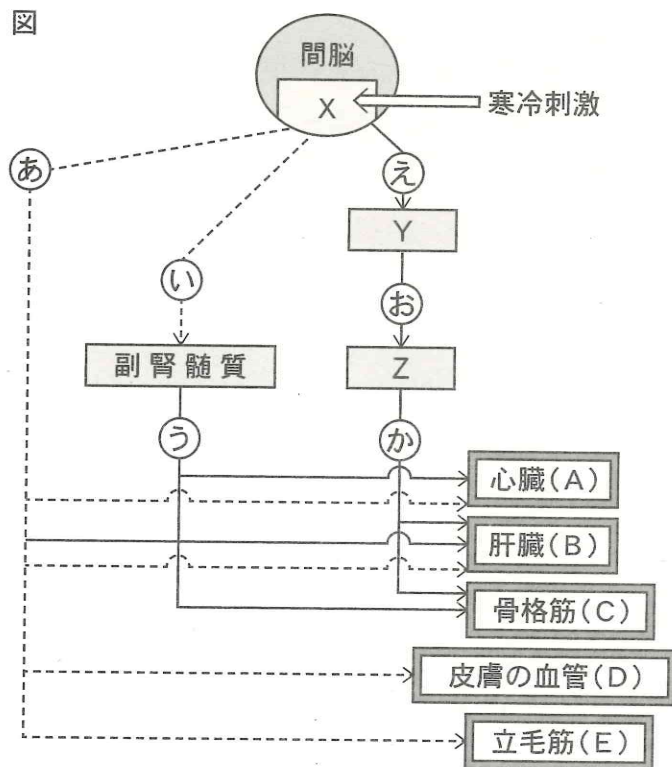 図
間脳
X
寒冷刺激
あ
え
Y
い
お
副腎髄質
Z
う
か
心臓(A)
肝臓(B)
骨格筋(C)
皮膚の血管(D)
立毛筋(E)